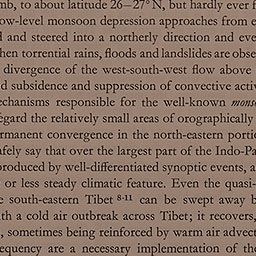 mb, to about latitude 26–27° N, but hardly ever f
low-level monsoon depression approaches from e
d and steered into a northerly direction and eve
hen torrential rains, floods and landslides are obse
divergence of the west-south-west flow above
d subsidence and suppression of convective activ
echanisms responsible for the well-known mons
egard the relatively small areas of orographically
rmanent convergence in the north-eastern portio
afely say that over the largest part of the Indo-Pa
produced by well-differentiated synoptic events, a
or less steady climatic feature. Even the quasi-
e south-eastern Tibet 8-11 can be swept away b
th a cold air outbreak across Tibet; it recovers,
, sometimes being reinforced by warm air advect
equency are a necessary implementation of the